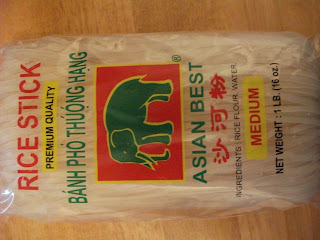 RICE STICK
PREMIUM QUALITY
BÁNH PHỞ THƯỢNG HẠNG
®
ASIAN BEST
沙河粉
INGREDIENTS: RICE FLOUR, WATER.
MEDIUM
NET WEIGHT : 1 LB. (16 oz.)